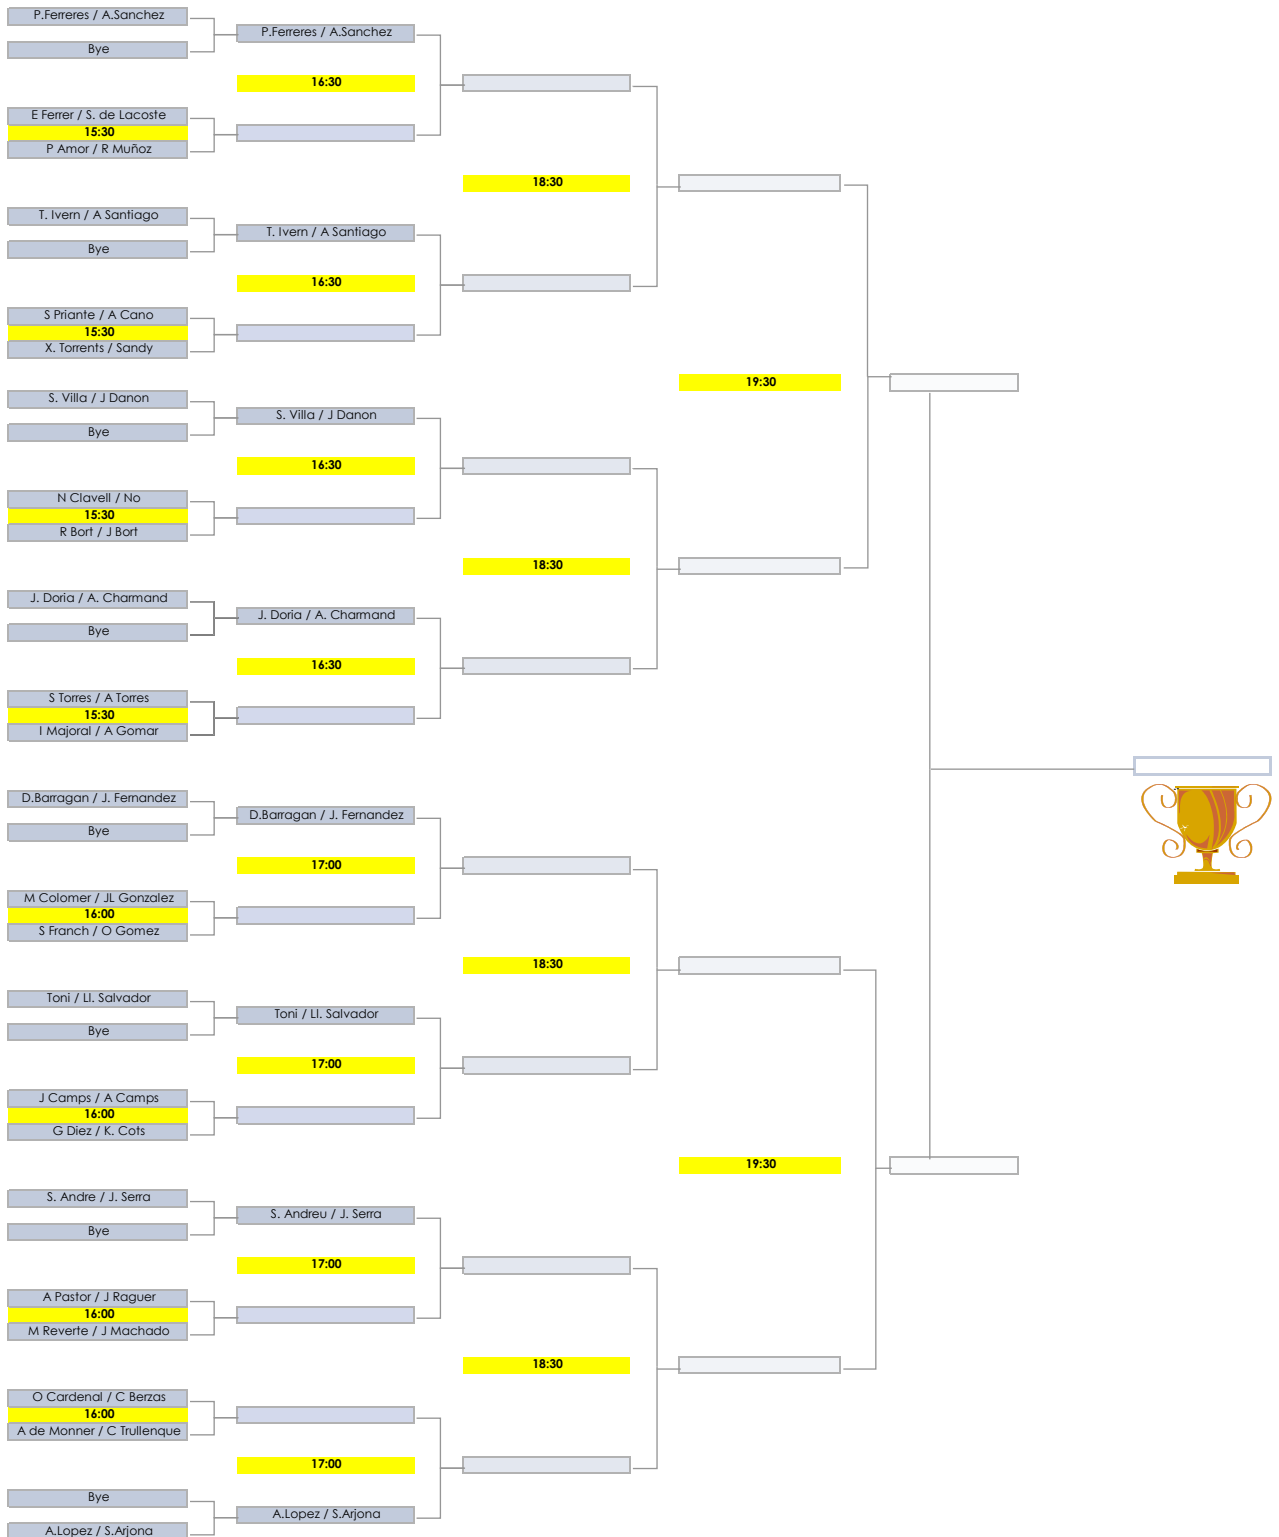 P.Ferreres / A.Sanchez
Bye
P.Ferreres / A.Sanchez
16:30
E Ferrer / S. de Lacoste
15:30
P Amor / R Muñoz
18:30
T. Ivern / A Santiago
Bye
T. Ivern / A Santiago
16:30
S Priante / A Cano
15:30
X. Torrents / Sandy
19:30
S. Villa / J Danon
Bye
S. Villa / J Danon
16:30
N Clavell / No
15:30
R Bort / J Bort
18:30
J. Doria / A. Charmand
Bye
J. Doria / A. Charmand
16:30
S Torres / A Torres
15:30
I Majoral / A Gomar
D.Barragan / J. Fernandez
Bye
D.Barragan / J. Fernandez
17:00
M Colomer / JL Gonzalez
16:00
S Franch / O Gomez
18:30
Toni / Ll. Salvador
Bye
Toni / Ll. Salvador
17:00
J Camps / A Camps
16:00
G Diez / K. Cots
19:30
S. Andre / J. Serra
Bye
S. Andreu / J. Serra
17:00
A Pastor / J Raguer
16:00
M Reverte / J Machado
18:30
O Cardenal / C Berzas
16:00
A de Monner / C Trullenque
17:00
Bye
A.Lopez / S.Arjona
A.Lopez / S.Arjona